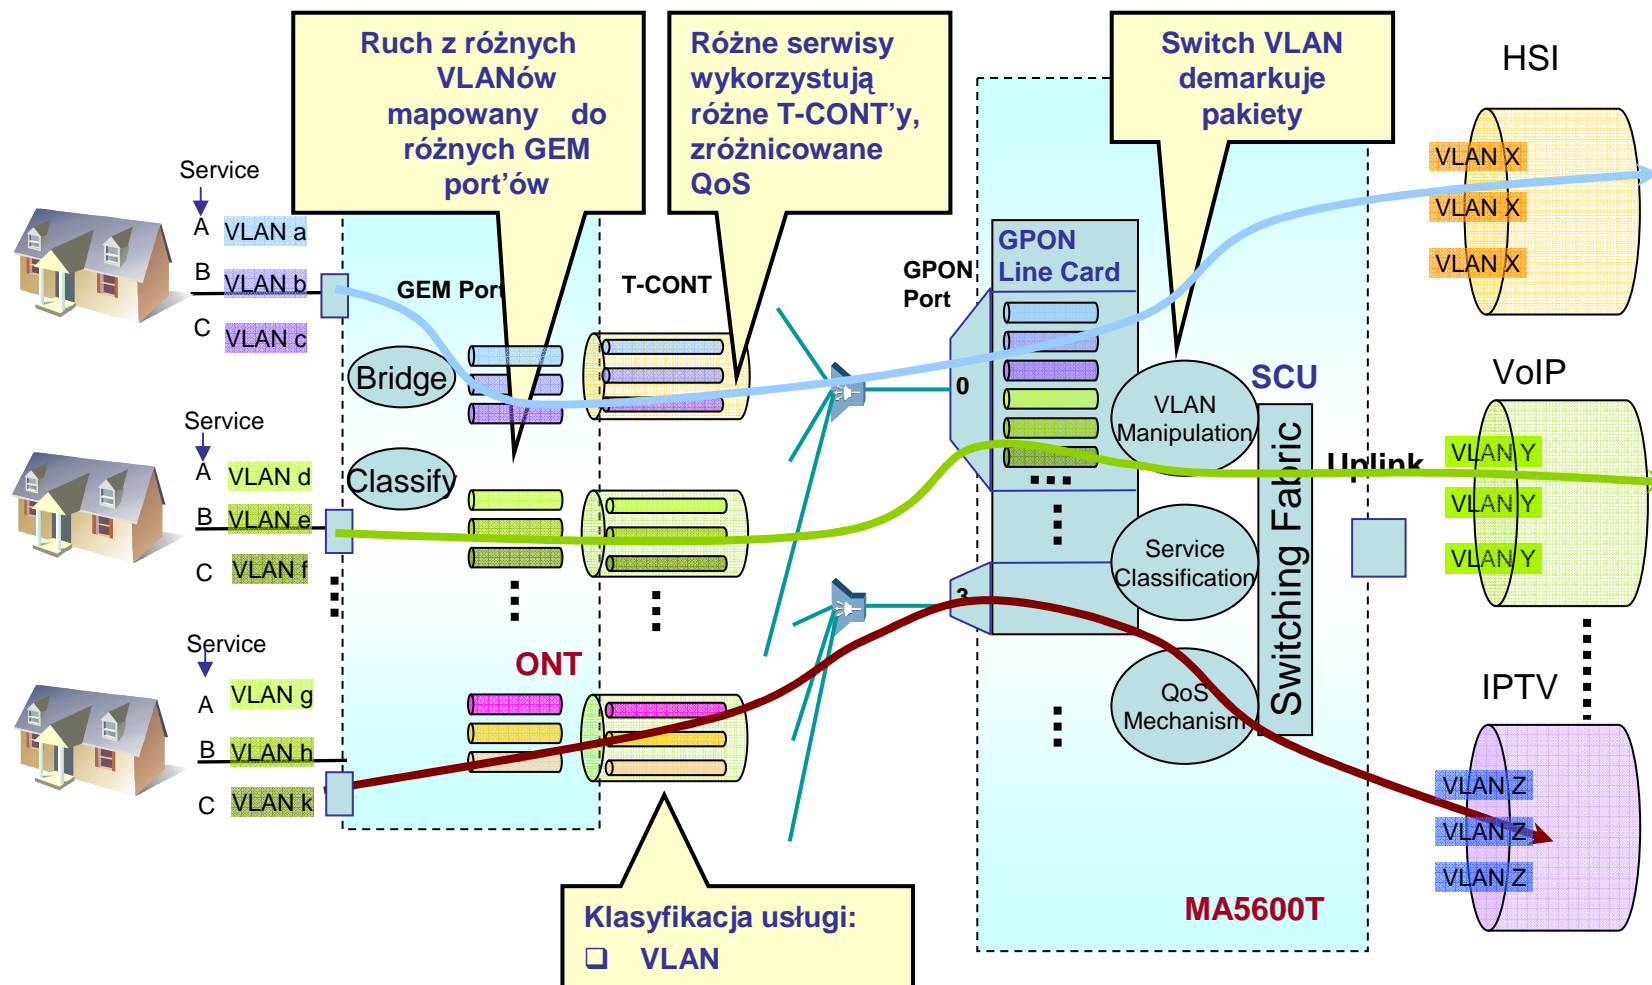 Ruch z różnych
VLANów
mapowany do
różnych GEM
port'ów
Różne serwisy
wykorzystują
różne T-CONT'y,
zróżnicowane
QoS
Switch VLAN
demarkuje
pakiety
HSI
VLAN X
VLAN X
VLAN X
Service
A
VLAN a
B
VLAN b
C
VLAN c
GEM Port
T-CONT
GPON
Port
GPON
Line Card
Bridge
0
VLAN
Manipulation
SCU
VoIP
Service
A
VLAN d
B
VLAN e
C
VLAN f
Classify
Uplink
VLAN Y
VLAN Y
VLAN Y
Switching Fabric
Service
Classification
3
Service
A
VLAN g
B
VLAN h
C
VLAN k
ONT
QoS
Mechanism
IPTV
VLAN Z
VLAN Z
VLAN Z
MA5600T
Klasyfikacja usługi:
❑ VLAN